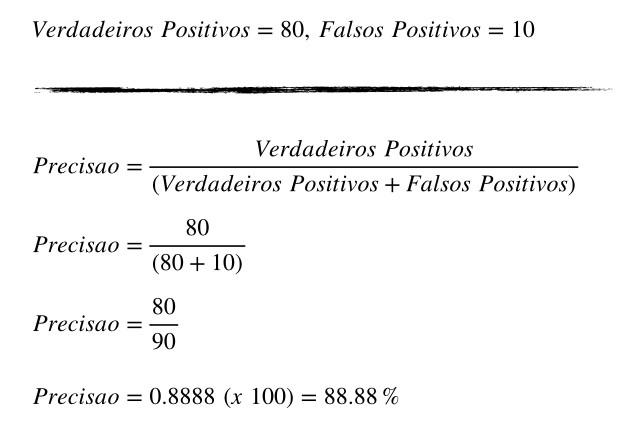 Verdadeiros Positivos = 80, Falsos Positivos = 10
Precisao = Verdadeiros Positivos / (Verdadeiros Positivos + Falsos Positivos)
Precisao = 80 / (80 + 10)
Precisao = 80 / 90
Precisao = 0.8888 (x 100) = 88.88 %